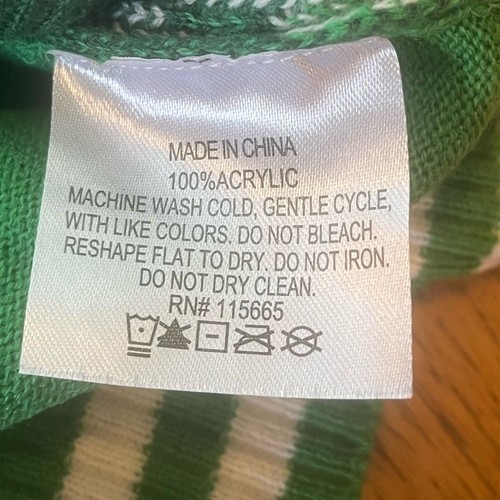 MADE IN CHINA
100%ACRYLIC
MACHINE WASH COLD, GENTLE CYCLE,
WITH LIKE COLORS. DO NOT BLEACH.
RESHAPE FLAT TO DRY. DO NOT IRON.
DO NOT DRY CLEAN.
RN# 115665